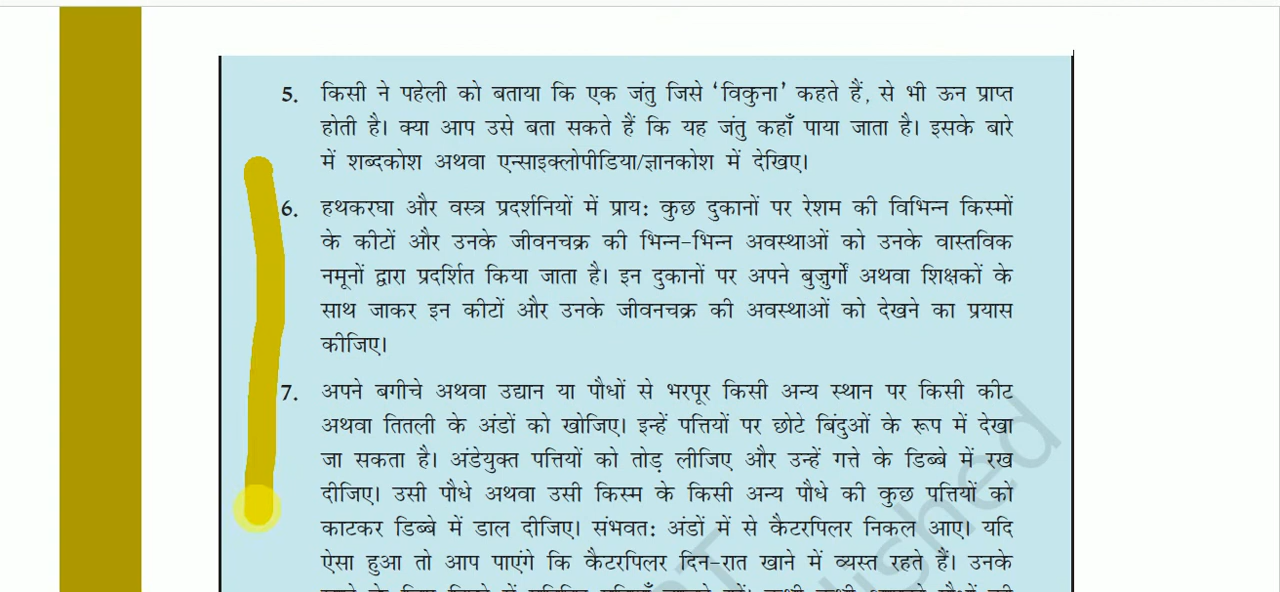 5. किसी ने पहेली को बताया कि एक जंतु जिसे ‘विकुना’ कहते हैं, से भी ऊन प्राप्त
होती है। क्या आप उसे बता सकते हैं कि यह जंतु कहाँ पाया जाता है। इसके बारे
में शब्दकोश अथवा एन्साइक्लोपीडिया/ज्ञानकोश में देखिए।
6. हथकरघा और वस्त्र प्रदर्शनियों में प्राय: कुछ दुकानों पर रेशम की विभिन्न किस्मों
के कीटों और उनके जीवनचक्र की भिन्न-भिन्न अवस्थाओं को उनके वास्तविक
नमूनों द्वारा प्रदर्शित किया जाता है। इन दुकानों पर अपने बुज़ुर्गों अथवा शिक्षकों के
साथ जाकर इन कीटों और उनके जीवनचक्र की अवस्थाओं को देखने का प्रयास
कीजिए।
7. अपने बगीचे अथवा उद्यान या पौधों से भरपूर किसी अन्य स्थान पर किसी कीट
अथवा तितली के अंडों को खोजिए। इन्हें पत्तियों पर छोटे बिंदुओं के रूप में देखा
जा सकता है। अंडेयुक्त पत्तियों को तोड़ लीजिए और उन्हें गत्ते के डिब्बे में रख
दीजिए। उसी पौधे अथवा उसी किस्म के किसी अन्य पौधे की कुछ पत्तियों को
काटकर डिब्बे में डाल दीजिए। संभवत: अंडों में से कैटरपिलर निकल आए। यदि
ऐसा हुआ तो आप पाएंगे कि कैटरपिलर दिन-रात खाने में व्यस्त रहते हैं। उनके